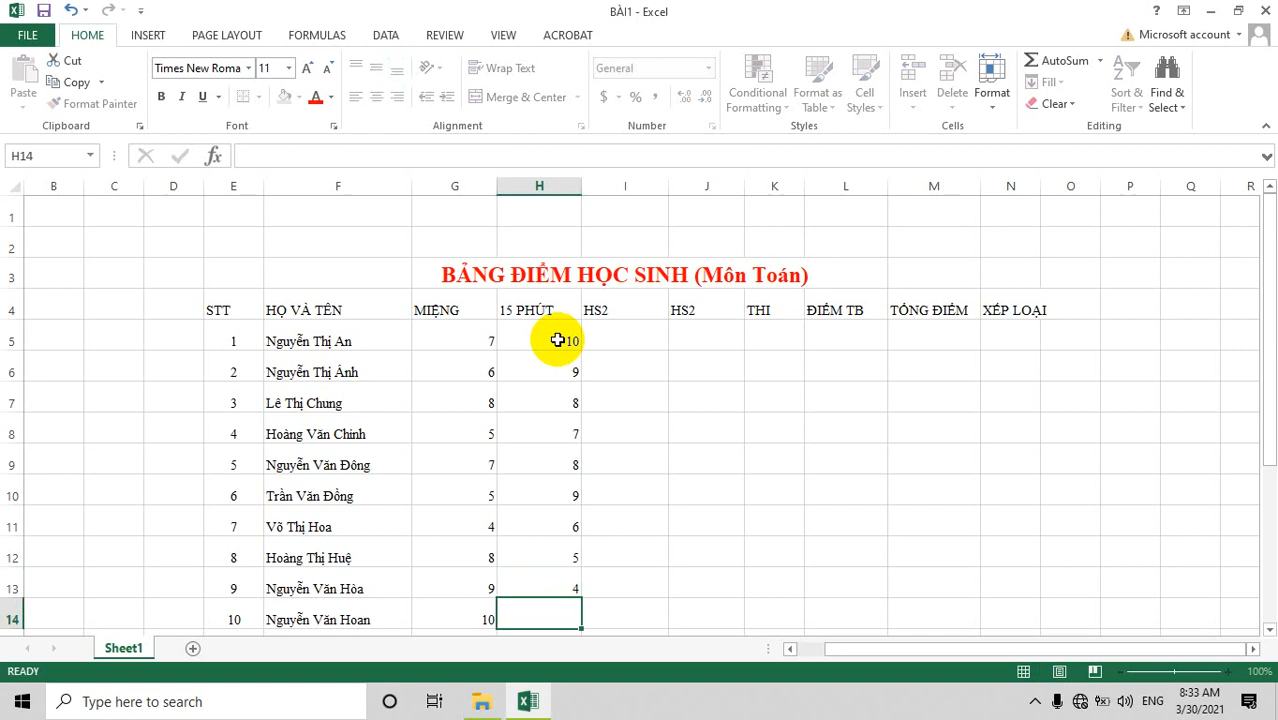 BÀI1 - Excel
FILE HOME INSERT PAGE LAYOUT FORMULAS DATA REVIEW VIEW ACROBAT Microsoft account
Paste Cut Copy Format Painter Clipboard
Times New Roma 11 B I U Font
Wrap Text Merge & Center Alignment
General $ % , Number
Conditional Formatting Format as Table Cell Styles Styles
Insert Delete Format Cells
AutoSum Fill Clear Sort & Filter Find & Select Editing
H14 fx
B C D E F G H I J K L M N O P Q R
1
2
3 BẢNG ĐIỂM HỌC SINH (Môn Toán)
4 STT HỌ VÀ TÊN MIỆNG 15 PHÚT HS2 HS2 THI ĐIỂM TB TỔNG ĐIỂM XẾP LOẠI
5 1 Nguyễn Thị An 7 10
6 2 Nguyễn Thị Ánh 6 9
7 3 Lê Thị Chung 8 8
8 4 Hoàng Văn Chinh 5 7
9 5 Nguyễn Văn Đông 7 8
10 6 Trần Văn Đồng 5 9
11 7 Võ Thị Hoa 4 6
12 8 Hoàng Thị Huệ 8 5
13 9 Nguyễn Văn Hòa 9 4
14 10 Nguyễn Văn Hoan 10
Sheet1
READY 100%
Type here to search ENG 8:33 AM
3/30/2021